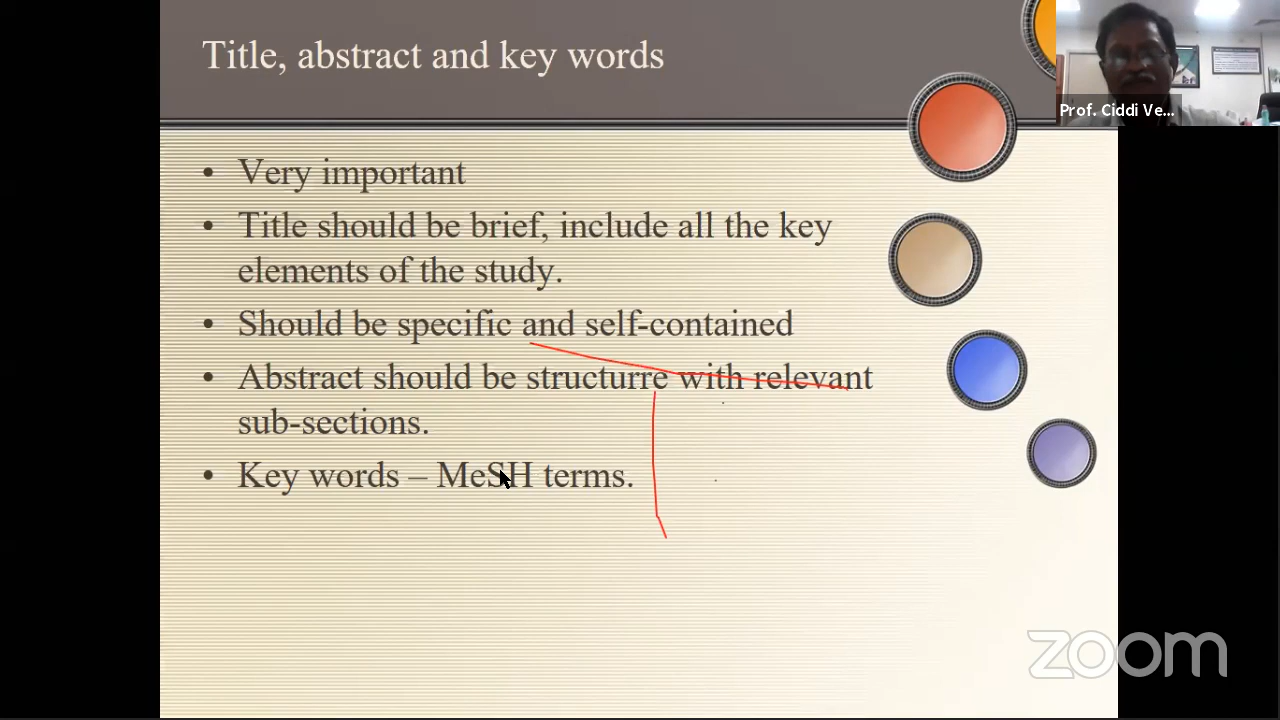 Title, abstract and key words
Prof. Ciddi Ve...
• Very important
• Title should be brief, include all the key
elements of the study.
• Should be specific and self-contained
• Abstract should be structurre with relevant
sub-sections.
• Key words – MeSH terms.
zoom